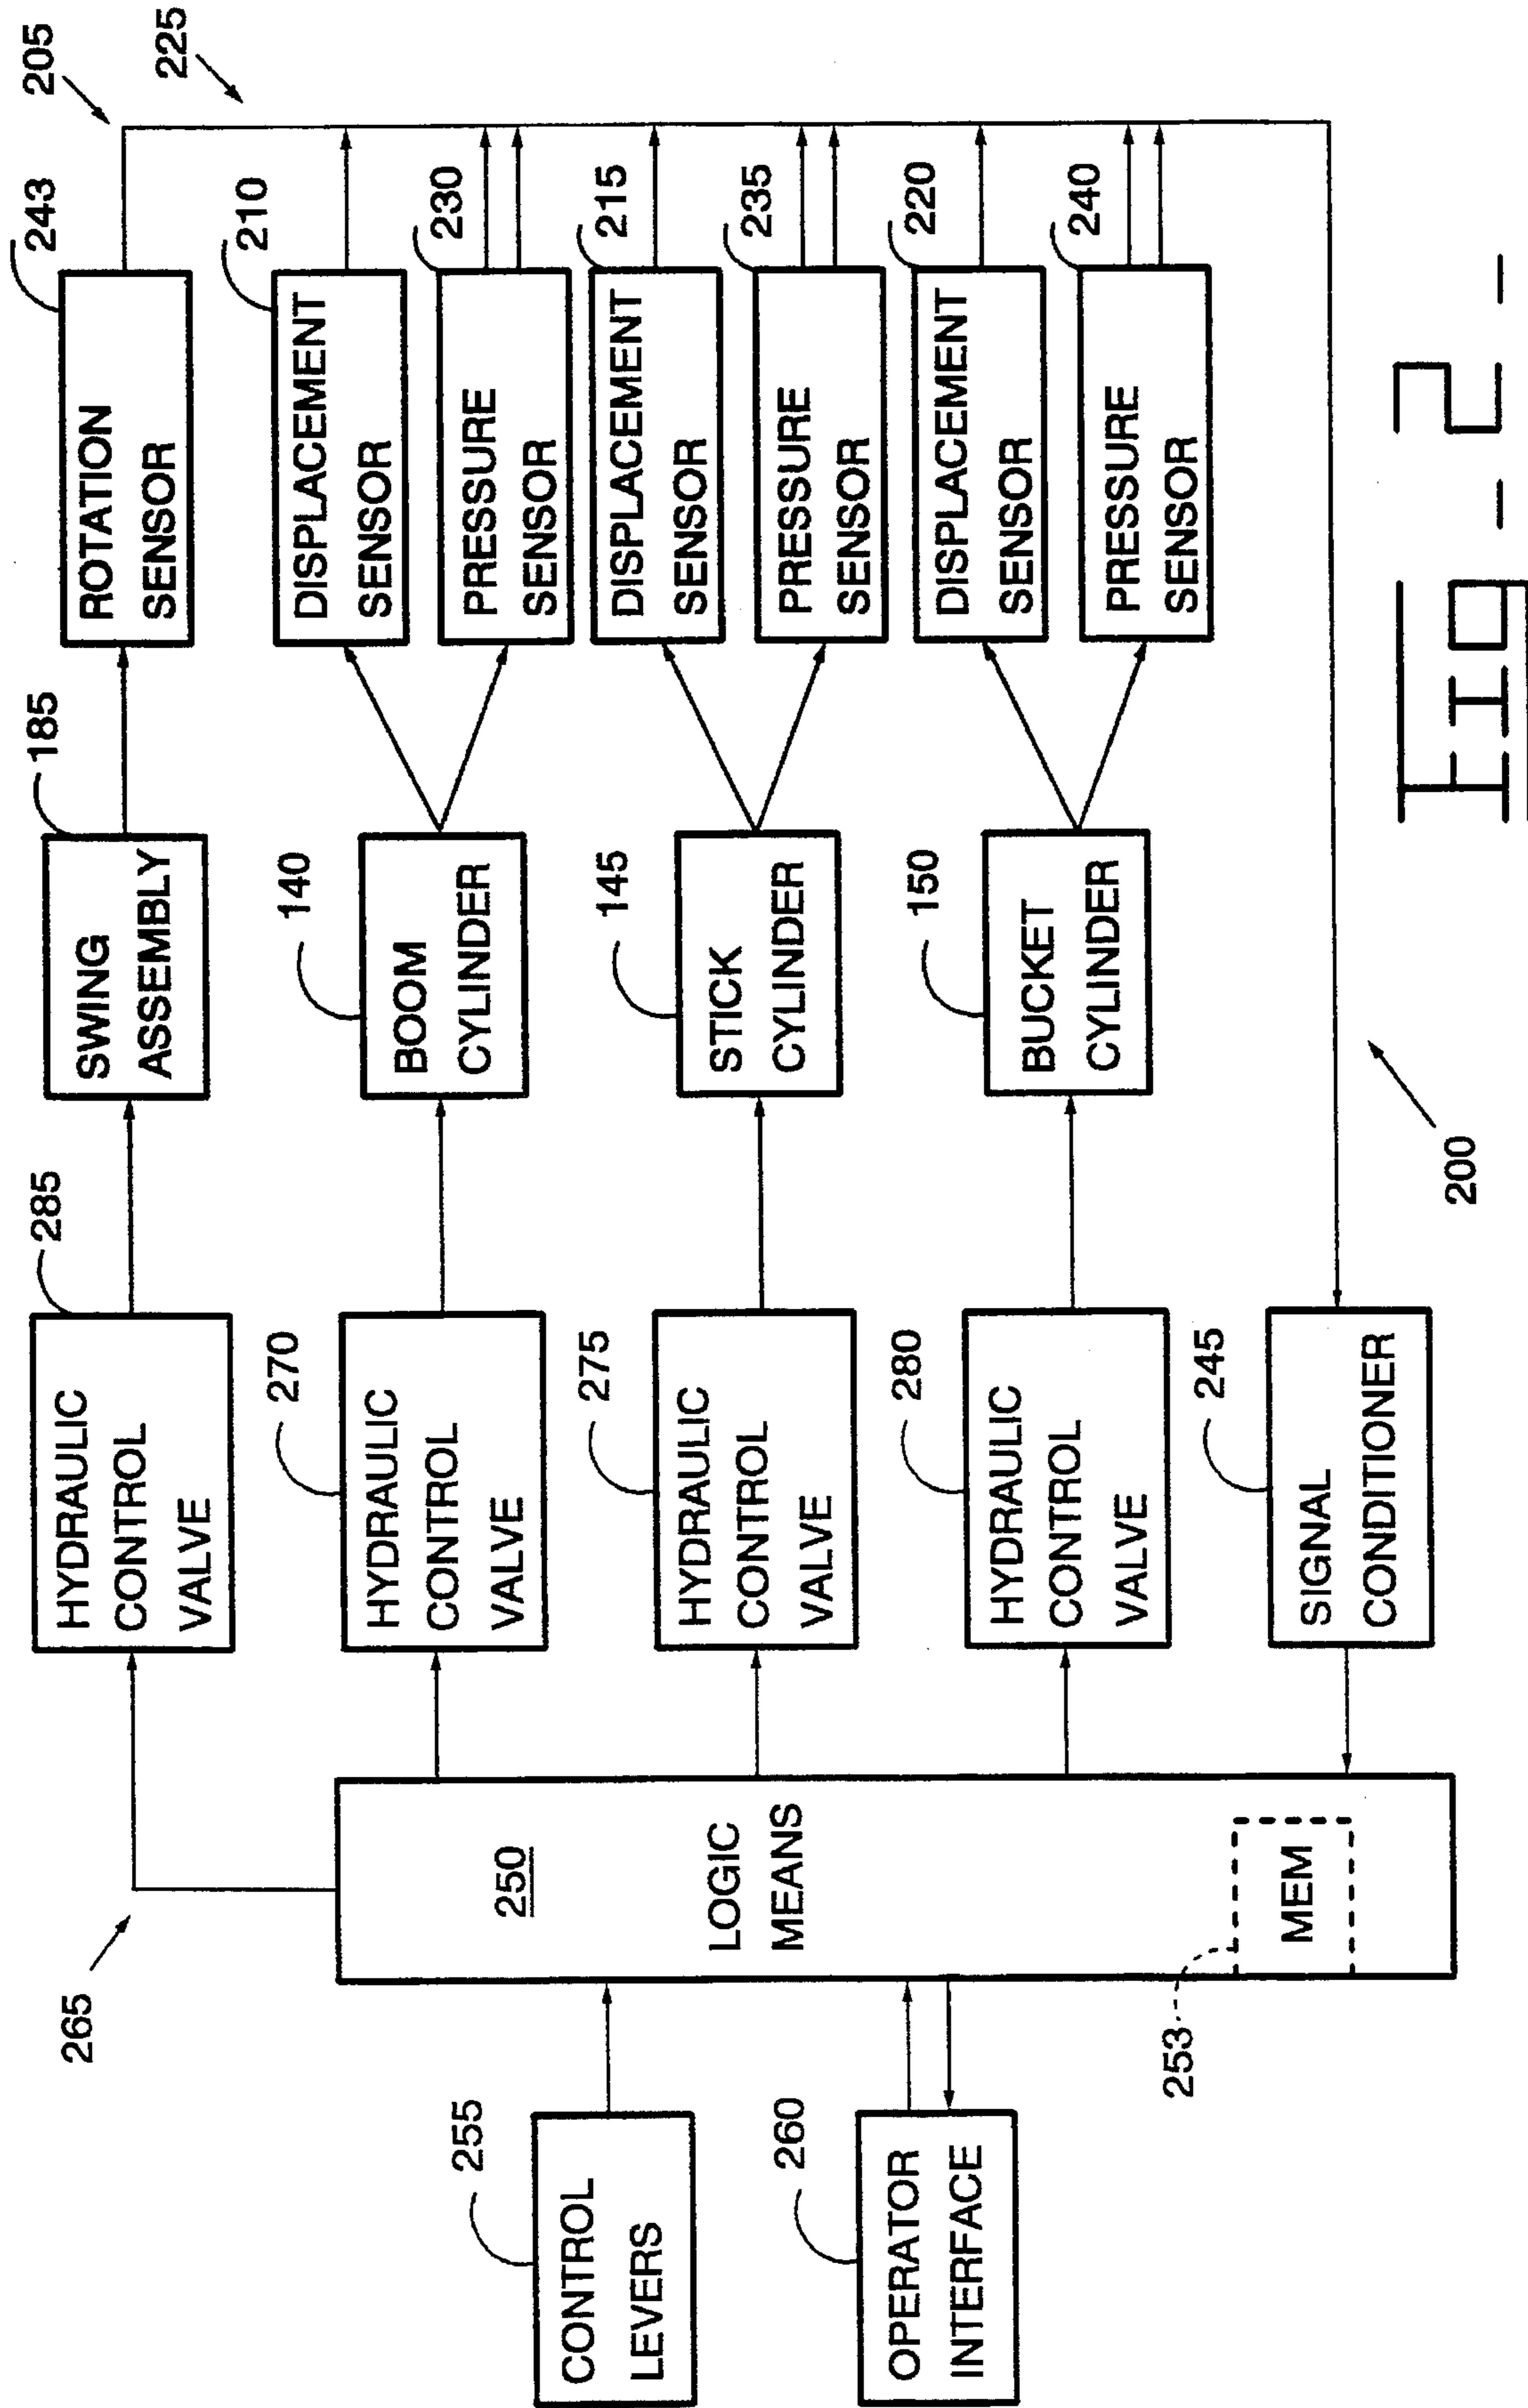 205
225
243
ROTATION
SENSOR
210
DISPLACEMENT
SENSOR
230
PRESSURE
SENSOR
215
DISPLACEMENT
SENSOR
235
PRESSURE
SENSOR
220
DISPLACEMENT
SENSOR
240
PRESSURE
SENSOR
185
SWING
ASSEMBLY
140
BOOM
CYLINDER
145
STICK
CYLINDER
150
BUCKET
CYLINDER
200
285
HYDRAULIC
CONTROL
VALVE
270
HYDRAULIC
CONTROL
VALVE
275
HYDRAULIC
CONTROL
VALVE
280
HYDRAULIC
CONTROL
VALVE
245
SIGNAL
CONDITIONER
265
250
LOGIC
MEANS
MEM
253
255
CONTROL
LEVERS
260
OPERATOR
INTERFACE
Fig - 2 -